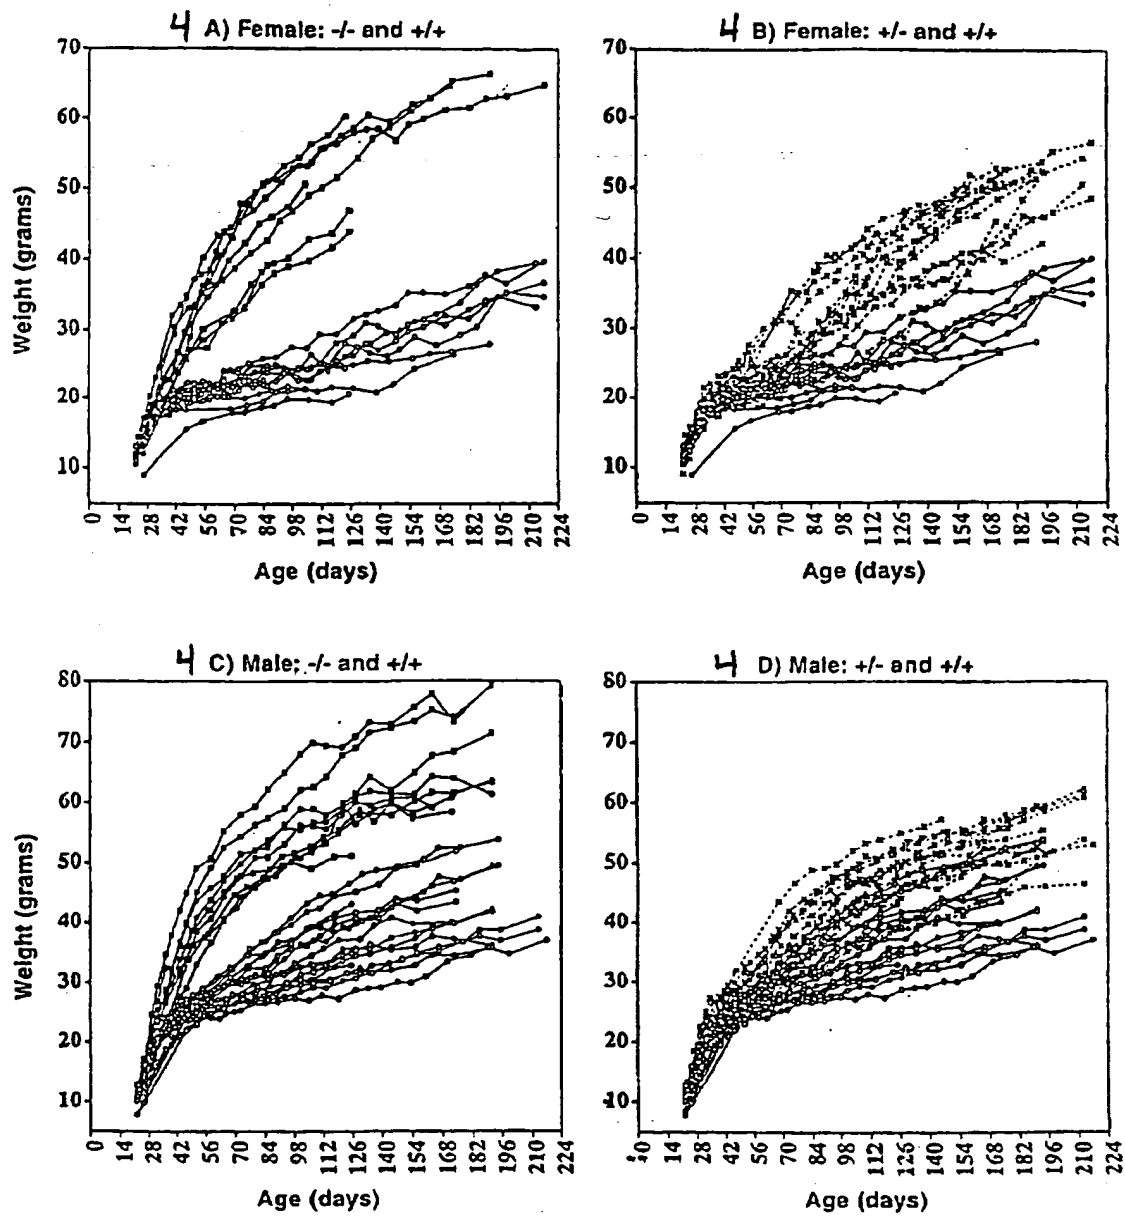 4 A) Female: -/- and +/+
70
60
50
40
30
20
10
Weight (grams)
0 14 28 42 56 70 84 98 112 126 140 154 168 182 196 210 224
Age (days)
4 B) Female: +/- and +/+
70
60
50
40
30
20
10
0 14 28 42 56 70 84 98 112 126 140 154 168 182 196 210 224
Age (days)
4 C) Male: -/- and +/+
80
70
60
50
40
30
20
10
Weight (grams)
0 14 28 42 56 70 84 98 112 126 140 154 168 182 196 210 224
Age (days)
4 D) Male: +/- and +/+
80
70
60
50
40
30
20
10
0 14 28 42 56 70 84 98 112 126 140 154 168 182 196 210 224
Age (days)